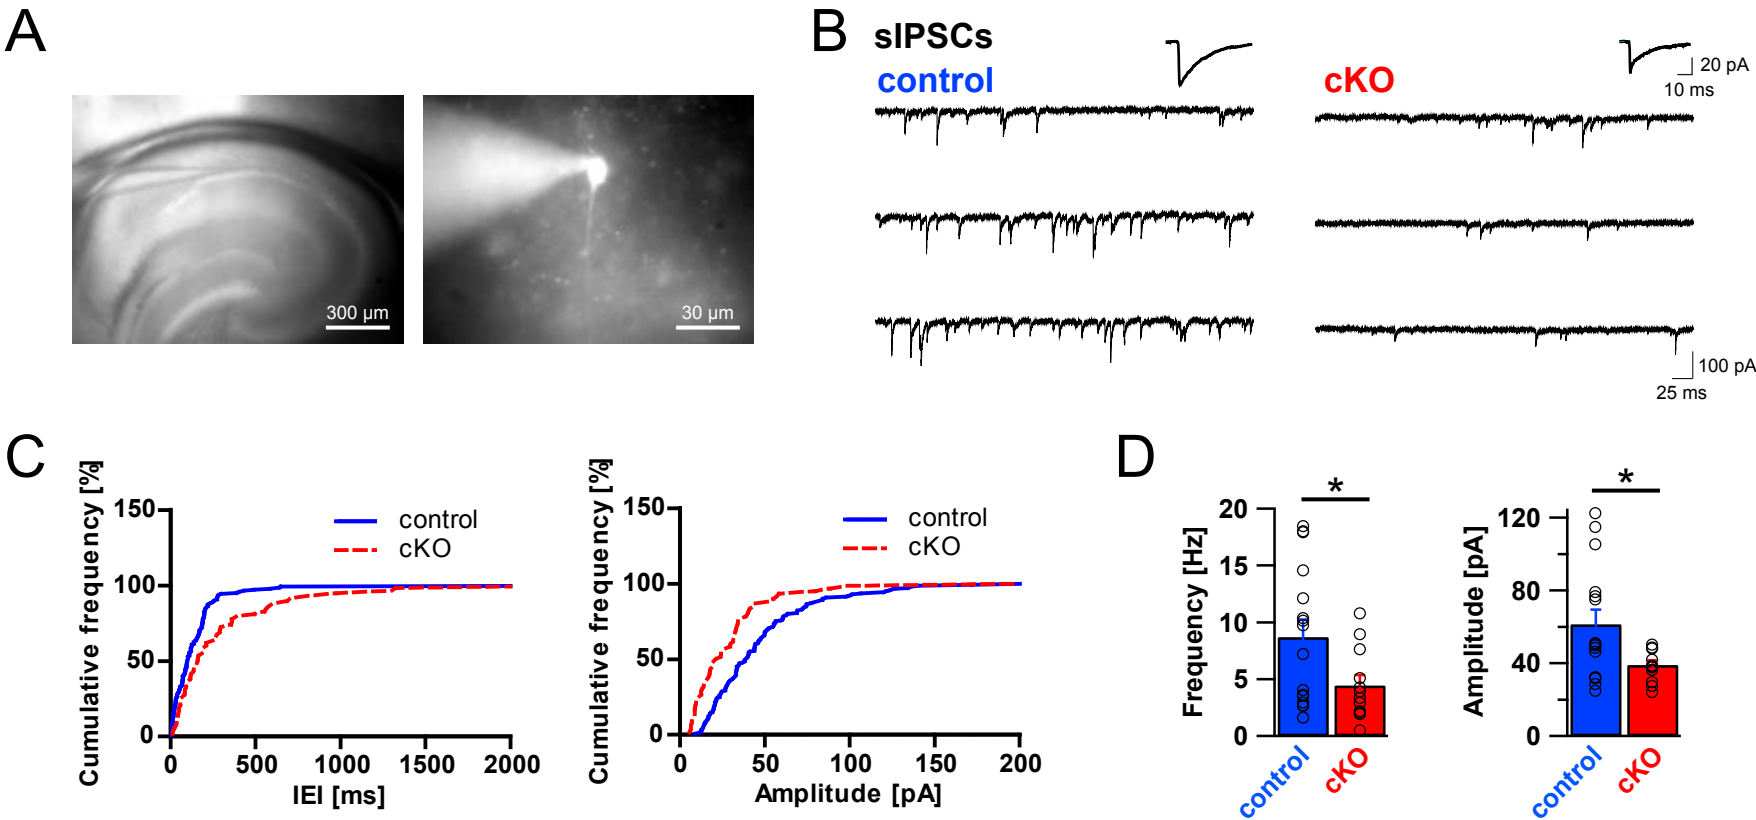 A
300 µm
30 µm
B
sIPSCs
control
cKO
20 pA
10 ms
100 pA
25 ms
C
Cumulative frequency [%]
150
100
50
0
0 500 1000 1500 2000
IEI [ms]
control
cKO
Cumulative frequency [%]
150
100
50
0
0 50 100 150 200
Amplitude [pA]
control
cKO
D
*
Frequency [Hz]
20
15
10
5
0
control
cKO
*
Amplitude [pA]
120
80
40
0
control
cKO